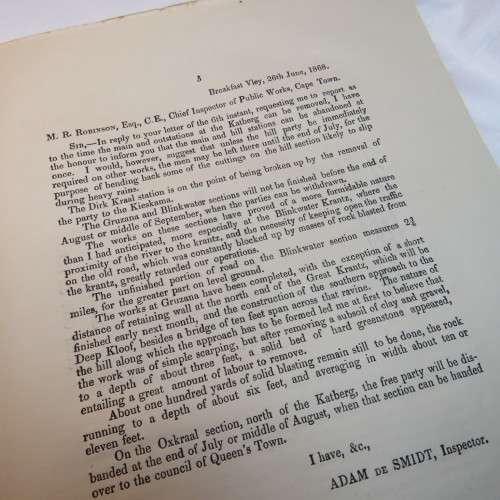 3
Breakfast Vley, 26th June, 1868.
M. R. ROBINSON, Esq., C.E., Chief Inspector of Public Works, Cape Town.
SIR,—In reply to your letter of the 6th instant, requesting me to report as
to the time the main and outstations at the Katberg can be removed, I have
the honour to inform you that the main and hill stations can be abandoned at
once. I would, however, suggest that unless the hill party be immediately
required on other works, the men may be left there until the end of July, for the
purpose of bending back some of the cuttings on the hill section likely to slip
during heavy rains.
The Dirk Kraal station is on the point of being broken up by the removal of
the party to the Kieskama.
The Gruzana and Blinkwater sections will not be finished before the end of
August or middle of September, when the parties can be withdrawn.
The works on these sections have proved of a more formidable nature
than I had anticipated, more especially at the Blinkwater Krantz, where the
proximity of the river to the krantz, and the necessity of keeping open the traffic
on the old road, which was constantly blocked up by masses of rock blasted from
the krantz, greatly retarded our operations.
The unfinished portion of road on the Blinkwater section measures 2¾
miles, for the greater part on level ground.
The works at Gruzana have been completed, with the exception of a short
distance of retaining wall at the north end of the Great Krantz, which will be
finished early next month, and the construction of the southern approach to the
Deep Kloof, besides a bridge of ten feet span across that ravine. The nature of
the hill along which the approach has to be formed led me at first to believe that
the work was of simple scarping, but after removing a subsoil of clay and gravel,
to a depth of about three feet, a solid bed of hard greenstone appeared,
entailing a great amount of labour to remove.
About one hundred yards of solid blasting remain still to be done, the rock
running to a depth of about six feet, and averaging in width about ten or
eleven feet.
On the Oxkraal section, north of the Katberg, the free party will be dis-
banded at the end of July or middle of August, when that section can be handed
over to the council of Queen's Town.
I have, &c.,
ADAM DE SMIDT, Inspector.